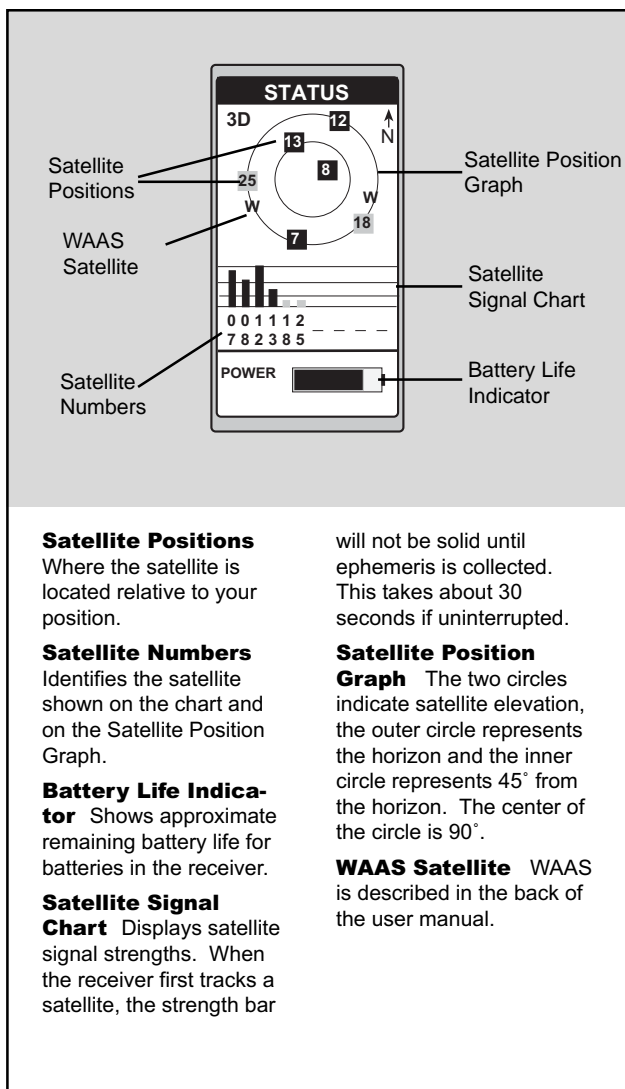 STATUS
3D
12
N
13
8
25
W
W
18
7
Satellite
Positions
WAAS
Satellite
Satellite
Numbers
Satellite Position
Graph
Satellite
Signal Chart
Battery Life
Indicator
0 0 1 1 1 2
7 8 2 3 8 5 _ _ _ _ _
POWER
Satellite Positions
Where the satellite is
located relative to your
position.
Satellite Numbers
Identifies the satellite
shown on the chart and
on the Satellite Position
Graph.
Battery Life Indica-
tor Shows approximate
remaining battery life for
batteries in the receiver.
Satellite Signal
Chart Displays satellite
signal strengths. When
the receiver first tracks a
satellite, the strength bar
will not be solid until
ephemeris is collected.
This takes about 30
seconds if uninterrupted.
Satellite Position
Graph The two circles
indicate satellite elevation,
the outer circle represents
the horizon and the inner
circle represents 45˚ from
the horizon. The center of
the circle is 90˚.
WAAS Satellite WAAS
is described in the back of
the user manual.